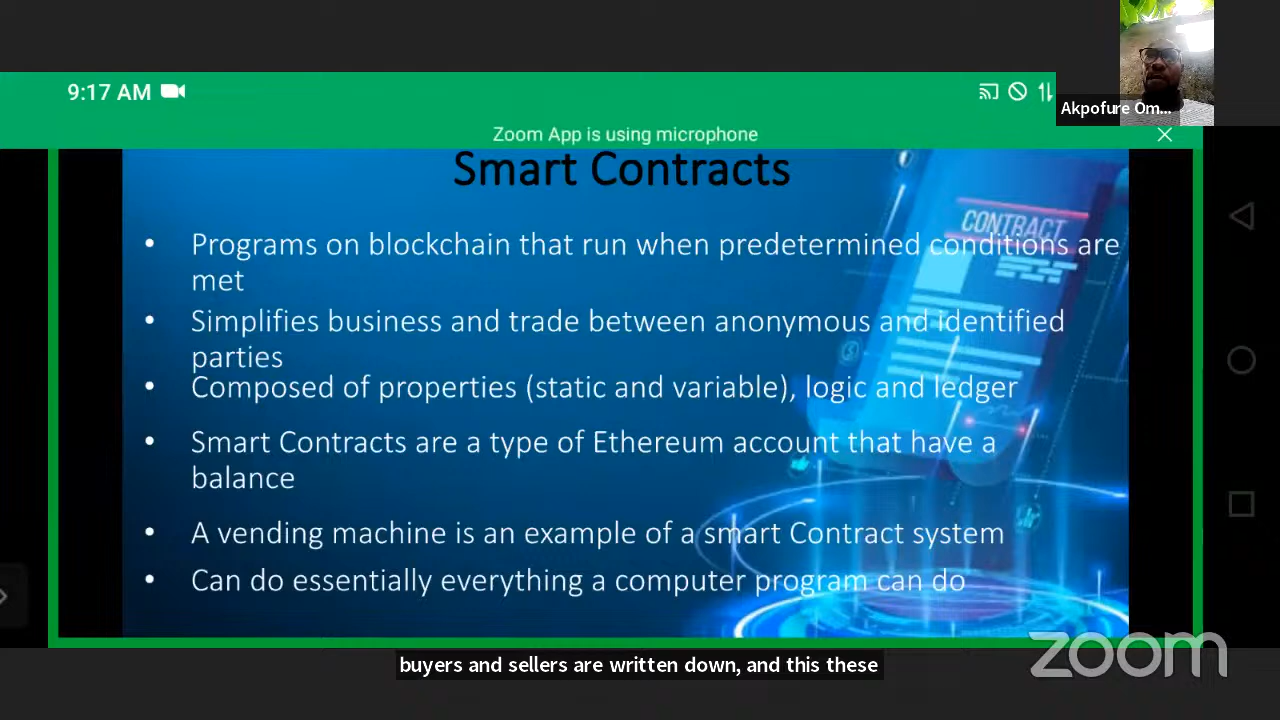 9:17 AM
Akpofure Om...
Zoom App is using microphone
Smart Contracts
CONTRACT
• Programs on blockchain that run when predetermined conditions are
met
• Simplifies business and trade between anonymous and identified
parties
• Composed of properties (static and variable), logic and ledger
• Smart Contracts are a type of Ethereum account that have a
balance
• A vending machine is an example of a smart Contract system
• Can do essentially everything a computer program can do
zoom
buyers and sellers are written down, and this these